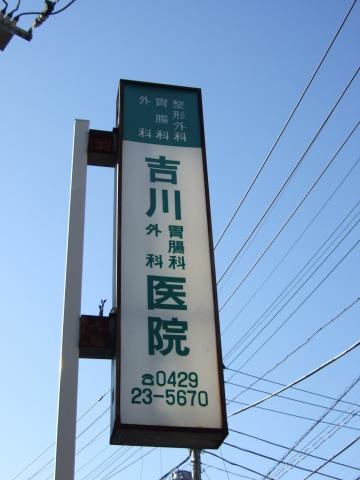 整形外科
胃腸科
外科
吉川
胃腸科
外科
医院
☎0429
23-5670